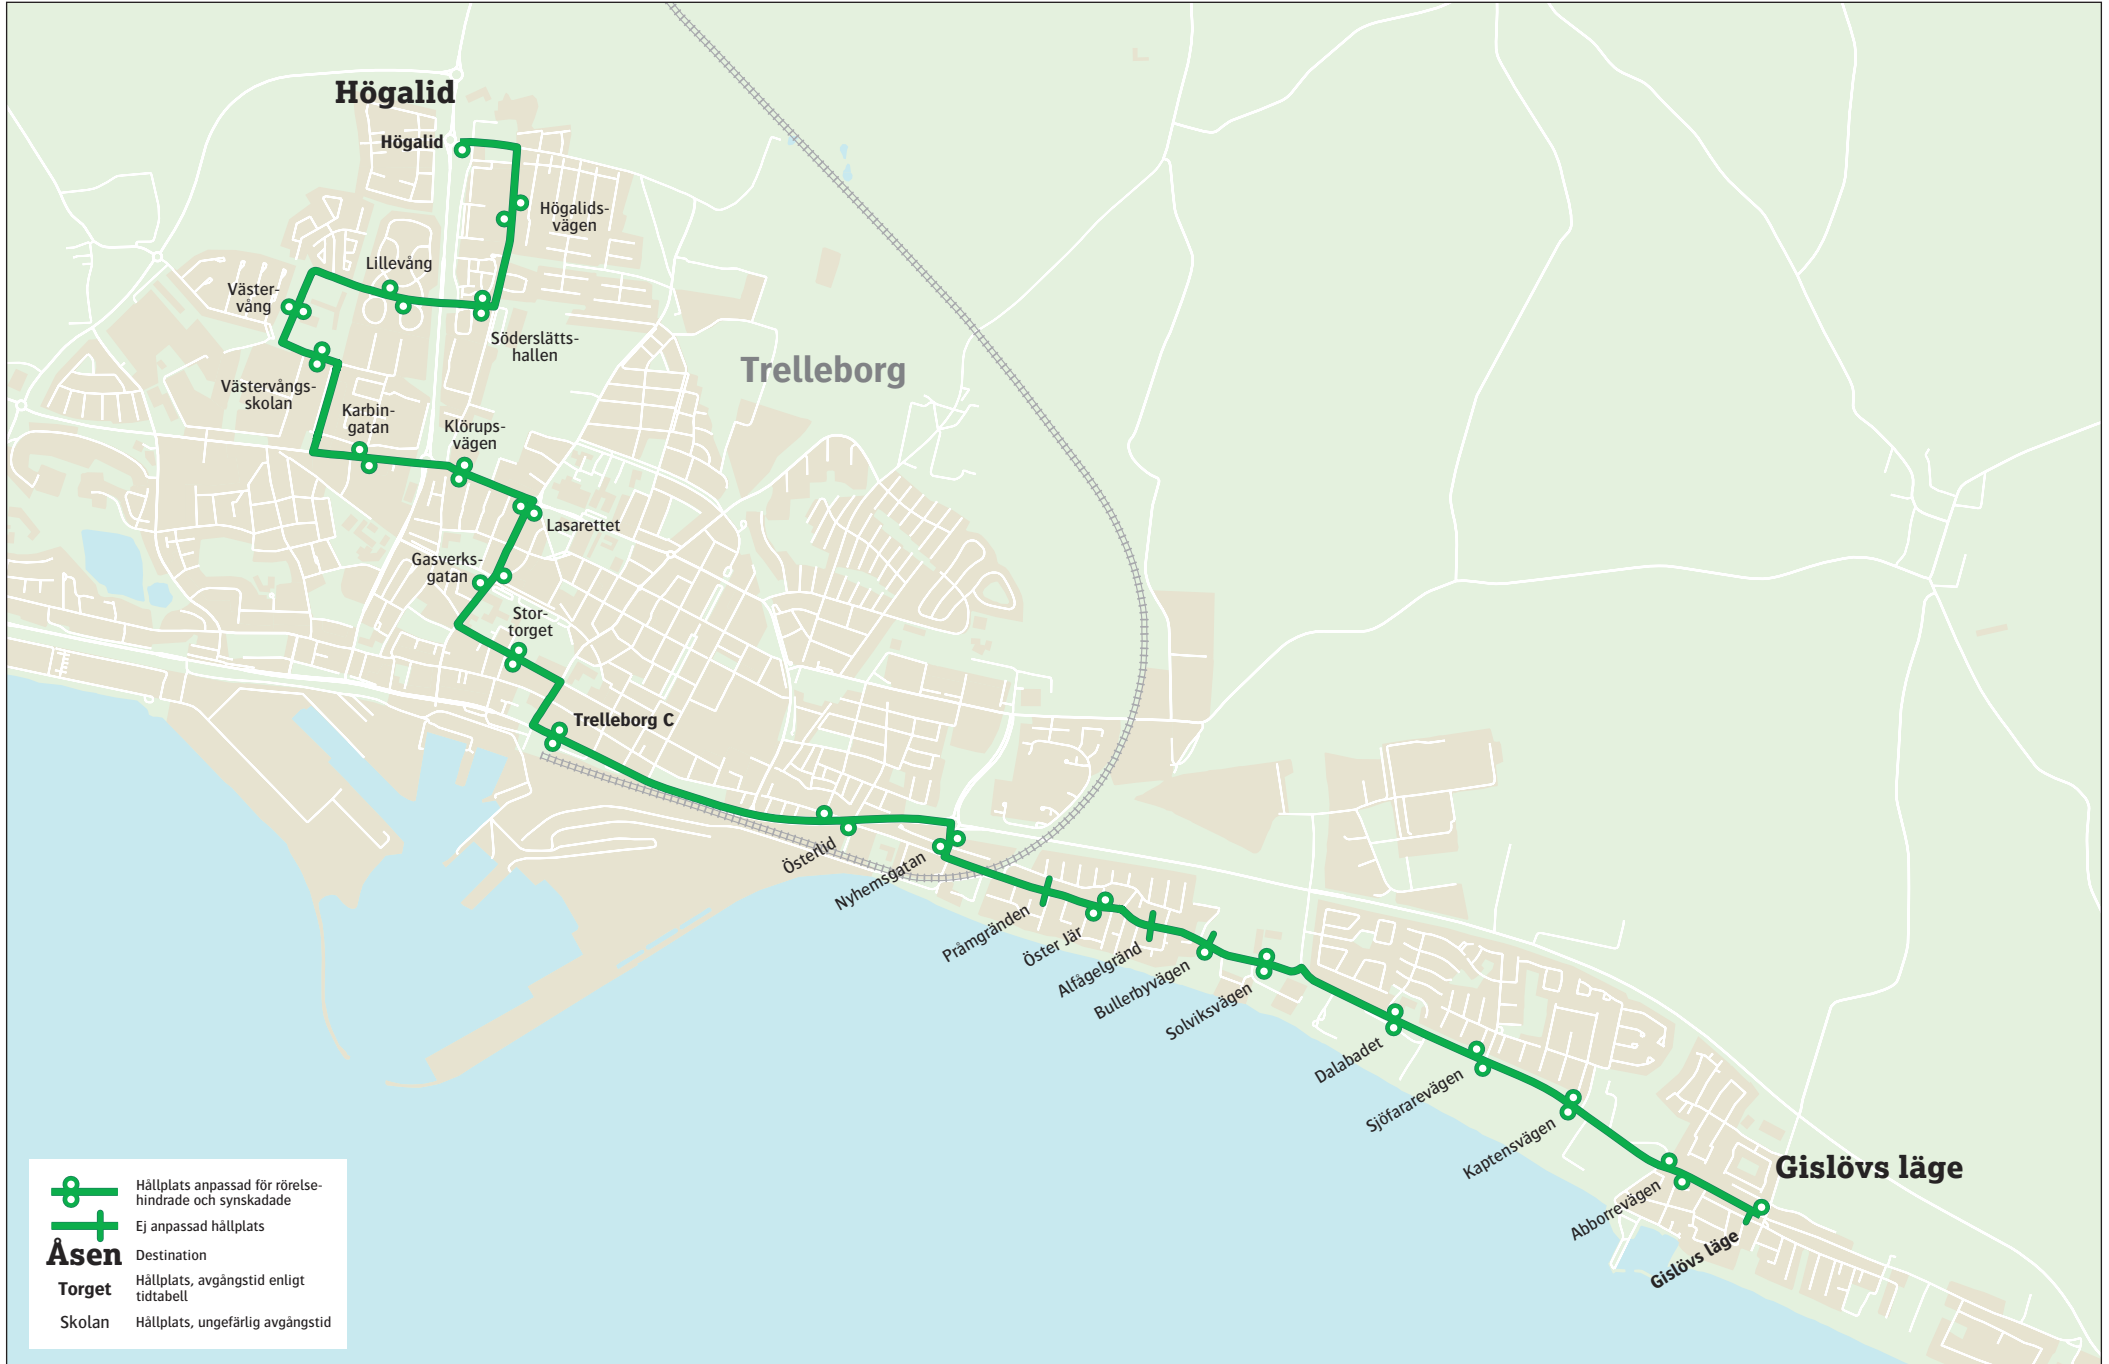 Högalid
Högalid
Högalids-
vägen
Lillevång
Väster-
vång
Söderslätts-
hallen
Trelleborg
Västervångs-
skolan
Karbin-
gatan
Klörups-
vägen
Lasarettet
Gasverks-
gatan
Stor-
torget
Trelleborg C
Österlid
Nyhemsgatan
Pråmgränden
Öster Jär
Alfågelgränd
Bullerbyvägen
Solviksvägen
Dalabadet
Sjöfararevägen
Kaptensvägen
Abborrevägen
Gislövs läge
Gislövs läge
Hållplats anpassad för rörelse-
hindrade och synskadade
Ej anpassad hållplats
Åsen Destination
Torget Hållplats, avgångstid enligt
tidtabell
Skolan Hållplats, ungefärlig avgångstid